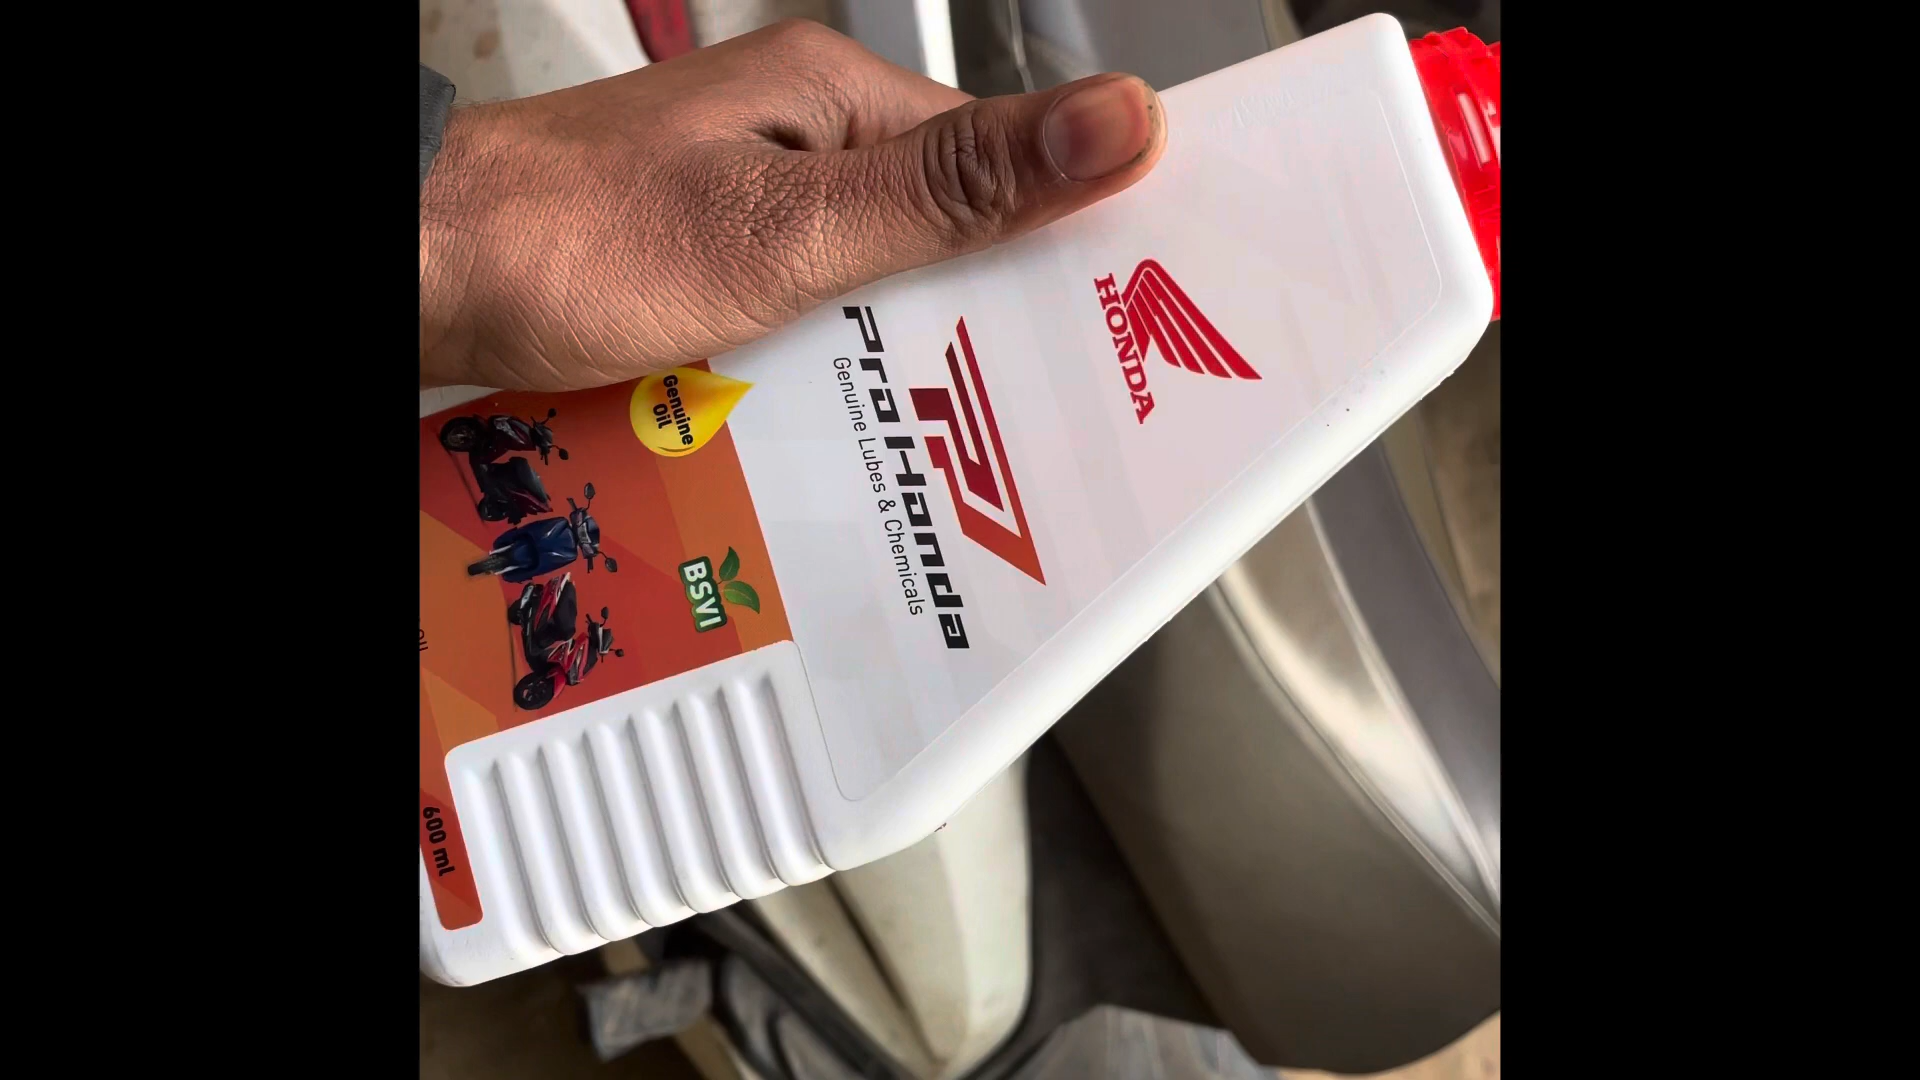 HONDA
Pro Honda
Genuine Lubes & Chemicals
Genuine
Oil
BSVI
600 ml